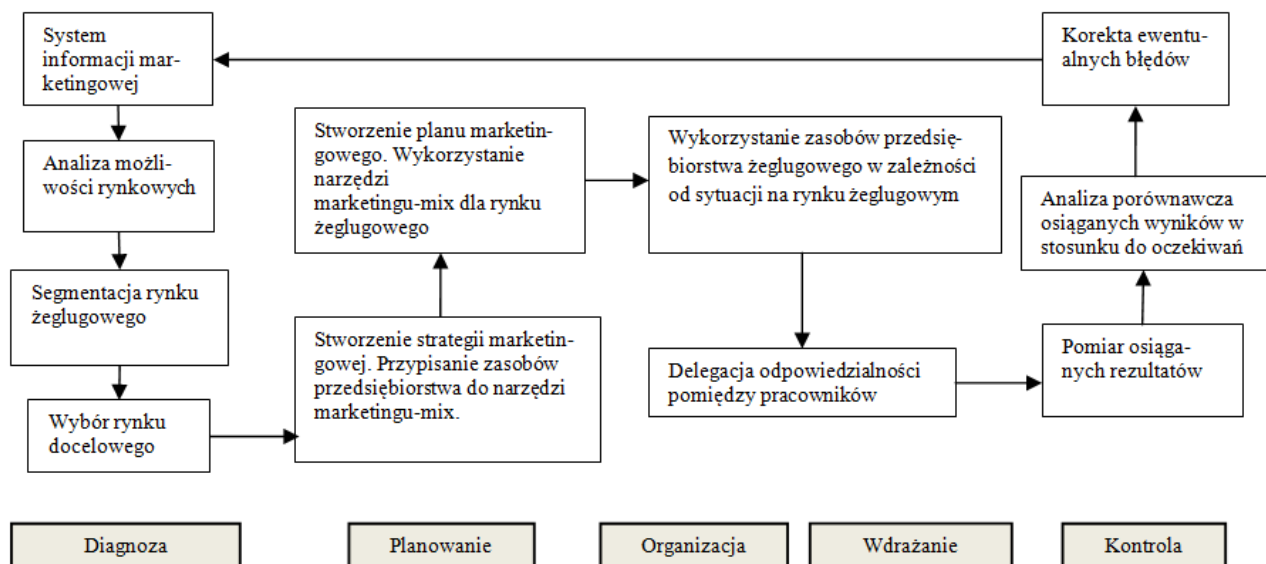 System
informacji mar-
ketingowej
Analiza możli-
wości rynkowych
Segmentacja rynku
żeglugowego
Wybór rynku
docelowego
Stworzenie strategii marketin-
gowej. Przypisanie zasobów
przedsiębiorstwa do narzędzi
marketingu-mix.
Stworzenie planu marketin-
gowego. Wykorzystanie
narzędzi
marketingu-mix dla rynku
żeglugowego
Wykorzystanie zasobów przedsię-
biorstwa żeglugowego w zależności
od sytuacji na rynku żeglugowym
Delegacja odpowiedzialności
pomiędzy pracowników
Pomiar osiąga-
nych rezultatów
Analiza porównawcza
osiąganych wyników w
stosunku do oczekiwań
Korekta ewentu-
alnych błędów
Diagnoza
Planowanie
Organizacja
Wdrażanie
Kontrola